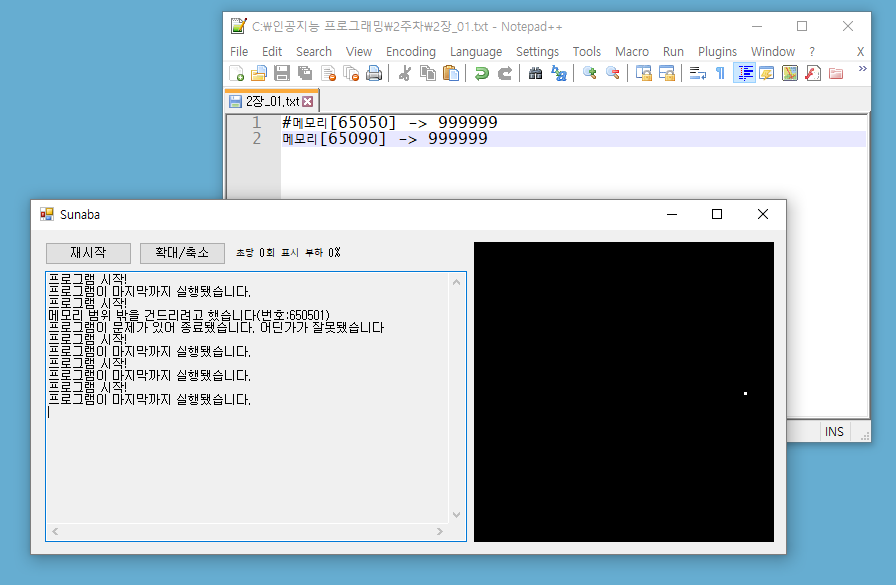 C:\인공지능 프로그래밍\2주차\2장_01.txt - Notepad++
File Edit Search View Encoding Language Settings Tools Macro Run Plugins Window ? X
2장_01.txt
1 #메모리[65050] -> 999999
2 메모리[65090] -> 999999
INS
Sunaba
재시작 확대/축소 초당 0회 표시 부하 0%
프로그램 시작!
프로그램이 마지막까지 실행됐습니다.
프로그램 시작!
메모리 범위 밖을 건드리려고 했습니다(번호:650501)
프로그램이 문제가 있어 종료됐습니다. 어딘가가 잘못됐습니다
프로그램 시작!
프로그램이 마지막까지 실행됐습니다.
프로그램 시작!
프로그램이 마지막까지 실행됐습니다.
프로그램 시작!
프로그램이 마지막까지 실행됐습니다.